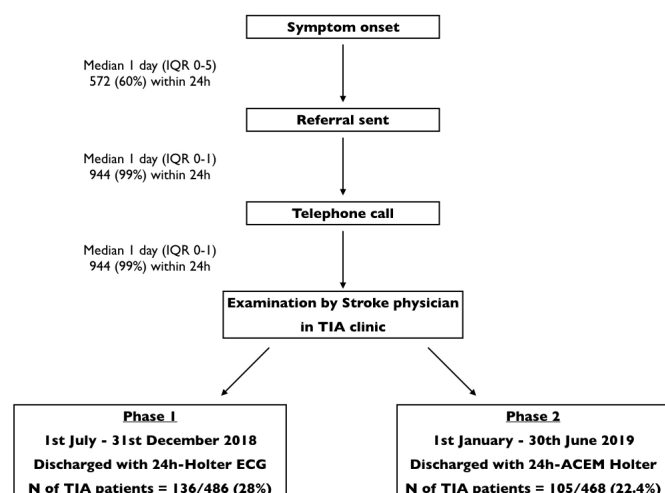 Symptom onset
Median 1 day (IQR 0-5)
572 (60%) within 24h
Referral sent
Median 1 day (IQR 0-1)
944 (99%) within 24h
Telephone call
Median 1 day (IQR 0-1)
944 (99%) within 24h
Examination by Stroke physician
in TIA clinic
Phase 1
1st July - 31st December 2018
Discharged with 24h-Holter ECG
N of TIA patients = 136/486 (28%)
Phase 2
1st January - 30th June 2019
Discharged with 24h-ACEM Holter
N of TIA patients = 105/468 (22.4%)